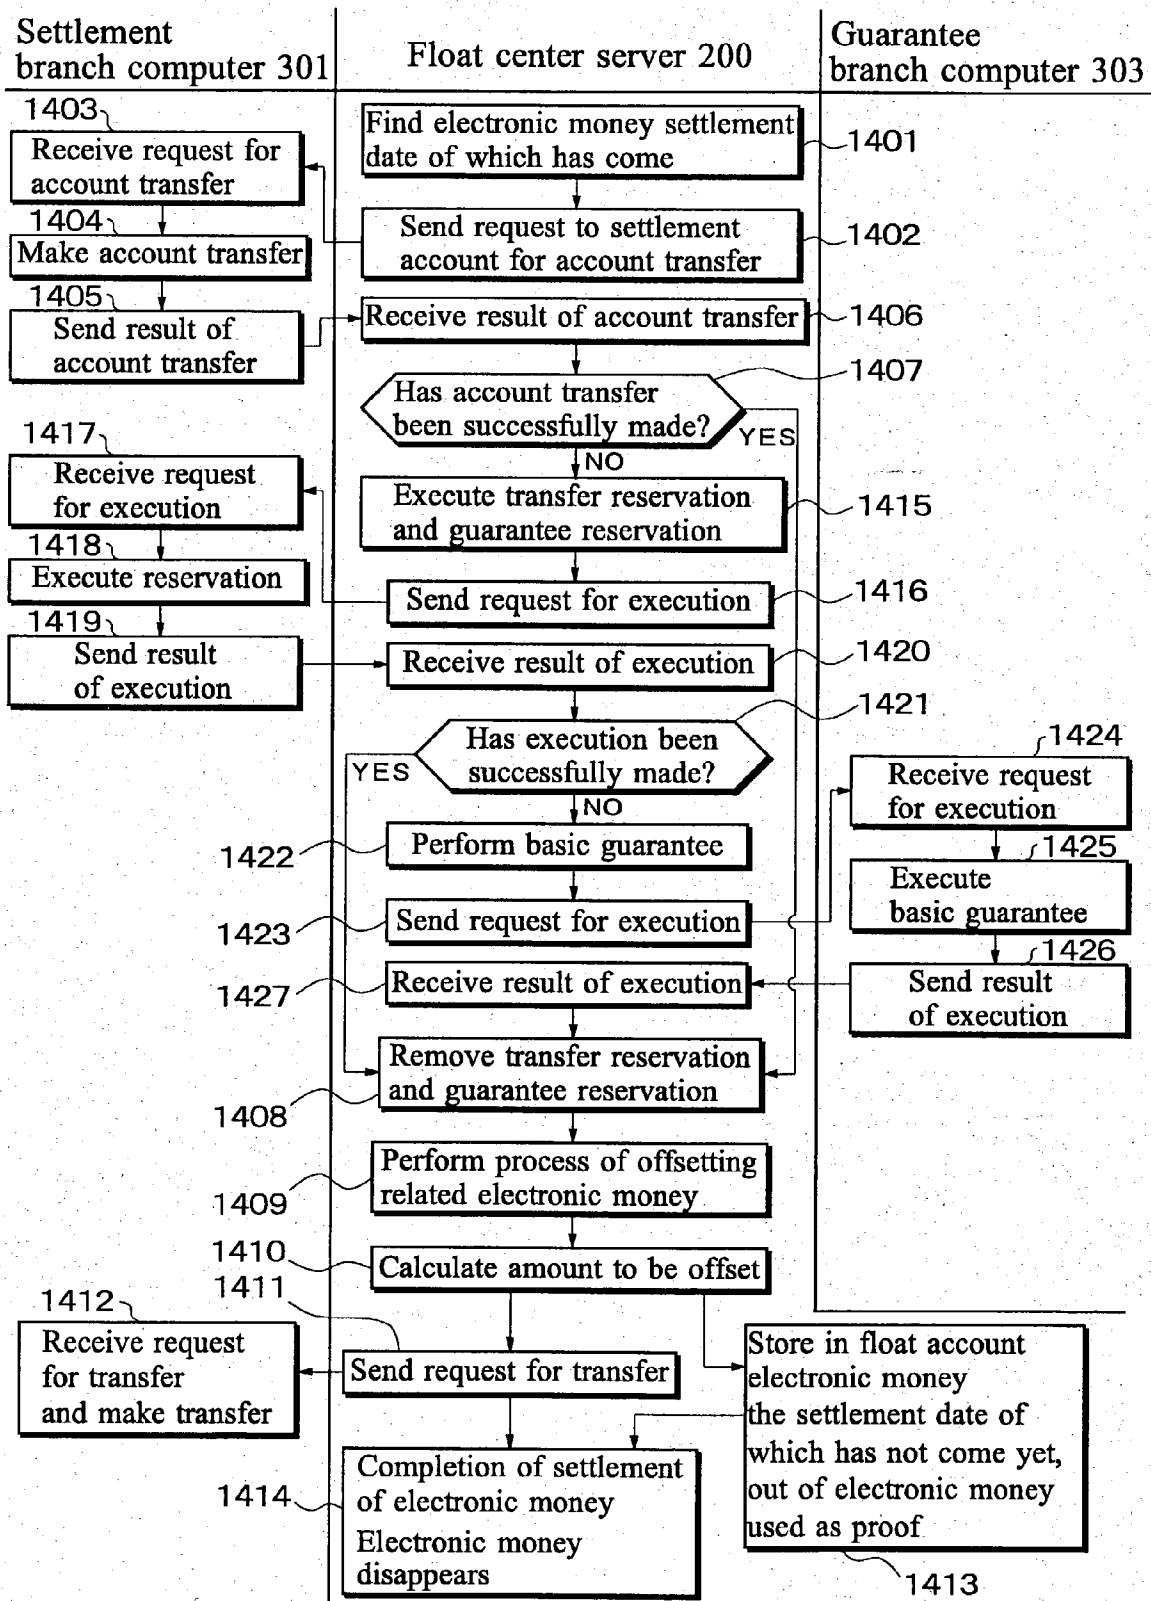 Settlement
branch computer 301
Float center server 200
Guarantee
branch computer 303
1403
Receive request for
account transfer
1404
Make account transfer
1405
Send result of
account transfer
Find electronic money settlement
date of which has come
1401
Send request to settlement
account for account transfer
1402
Receive result of account transfer
1406
Has account transfer
been successfully made?
1407
YES
NO
1417
Receive request
for execution
1418
Execute reservation
1419
Send result
of execution
Execute transfer reservation
and guarantee reservation
1415
Send request for execution
1416
Receive result of execution
1420
Has execution been
successfully made?
1421
YES
NO
1424
Receive request
for execution
1425
Execute
basic guarantee
1426
Send result
of execution
1422
Perform basic guarantee
1423
Send request for execution
1427
Receive result of execution
Remove transfer reservation
and guarantee reservation
1408
Perform process of offsetting
related electronic money
1409
1410
Calculate amount to be offset
1411
1412
Receive request
for transfer
and make transfer
Send request for transfer
Store in float account
electronic money
the settlement date of
which has not come yet,
out of electronic money
used as proof
1413
1414
Completion of settlement
of electronic money
Electronic money
disappears